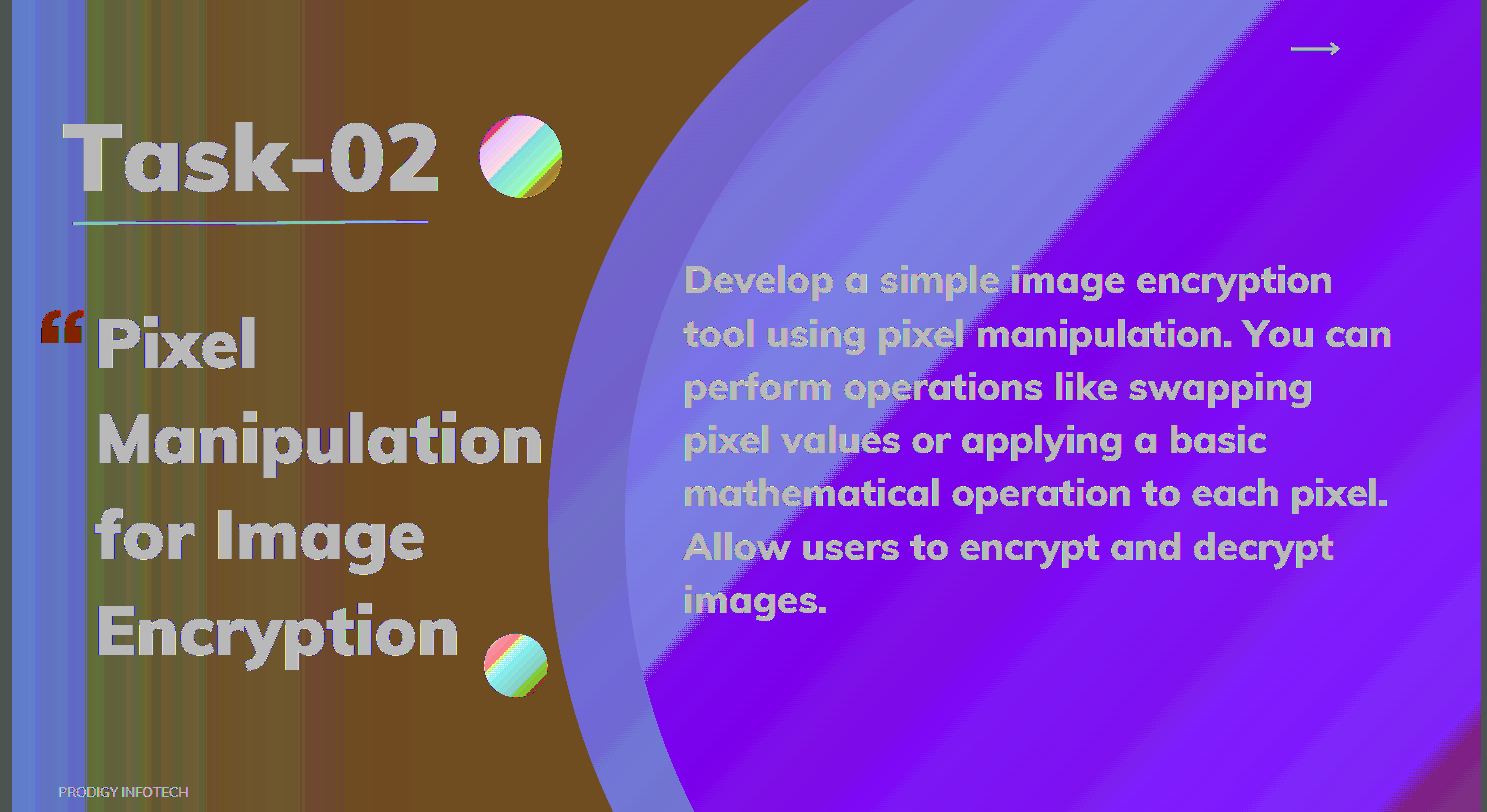 Task-02
“Pixel
Manipulation
for Image
Encryption
Develop a simple image encryption
tool using pixel manipulation. You can
perform operations like swapping
pixel values or applying a basic
mathematical operation to each pixel.
Allow users to encrypt and decrypt
images.
PRODIGY INFOTECH